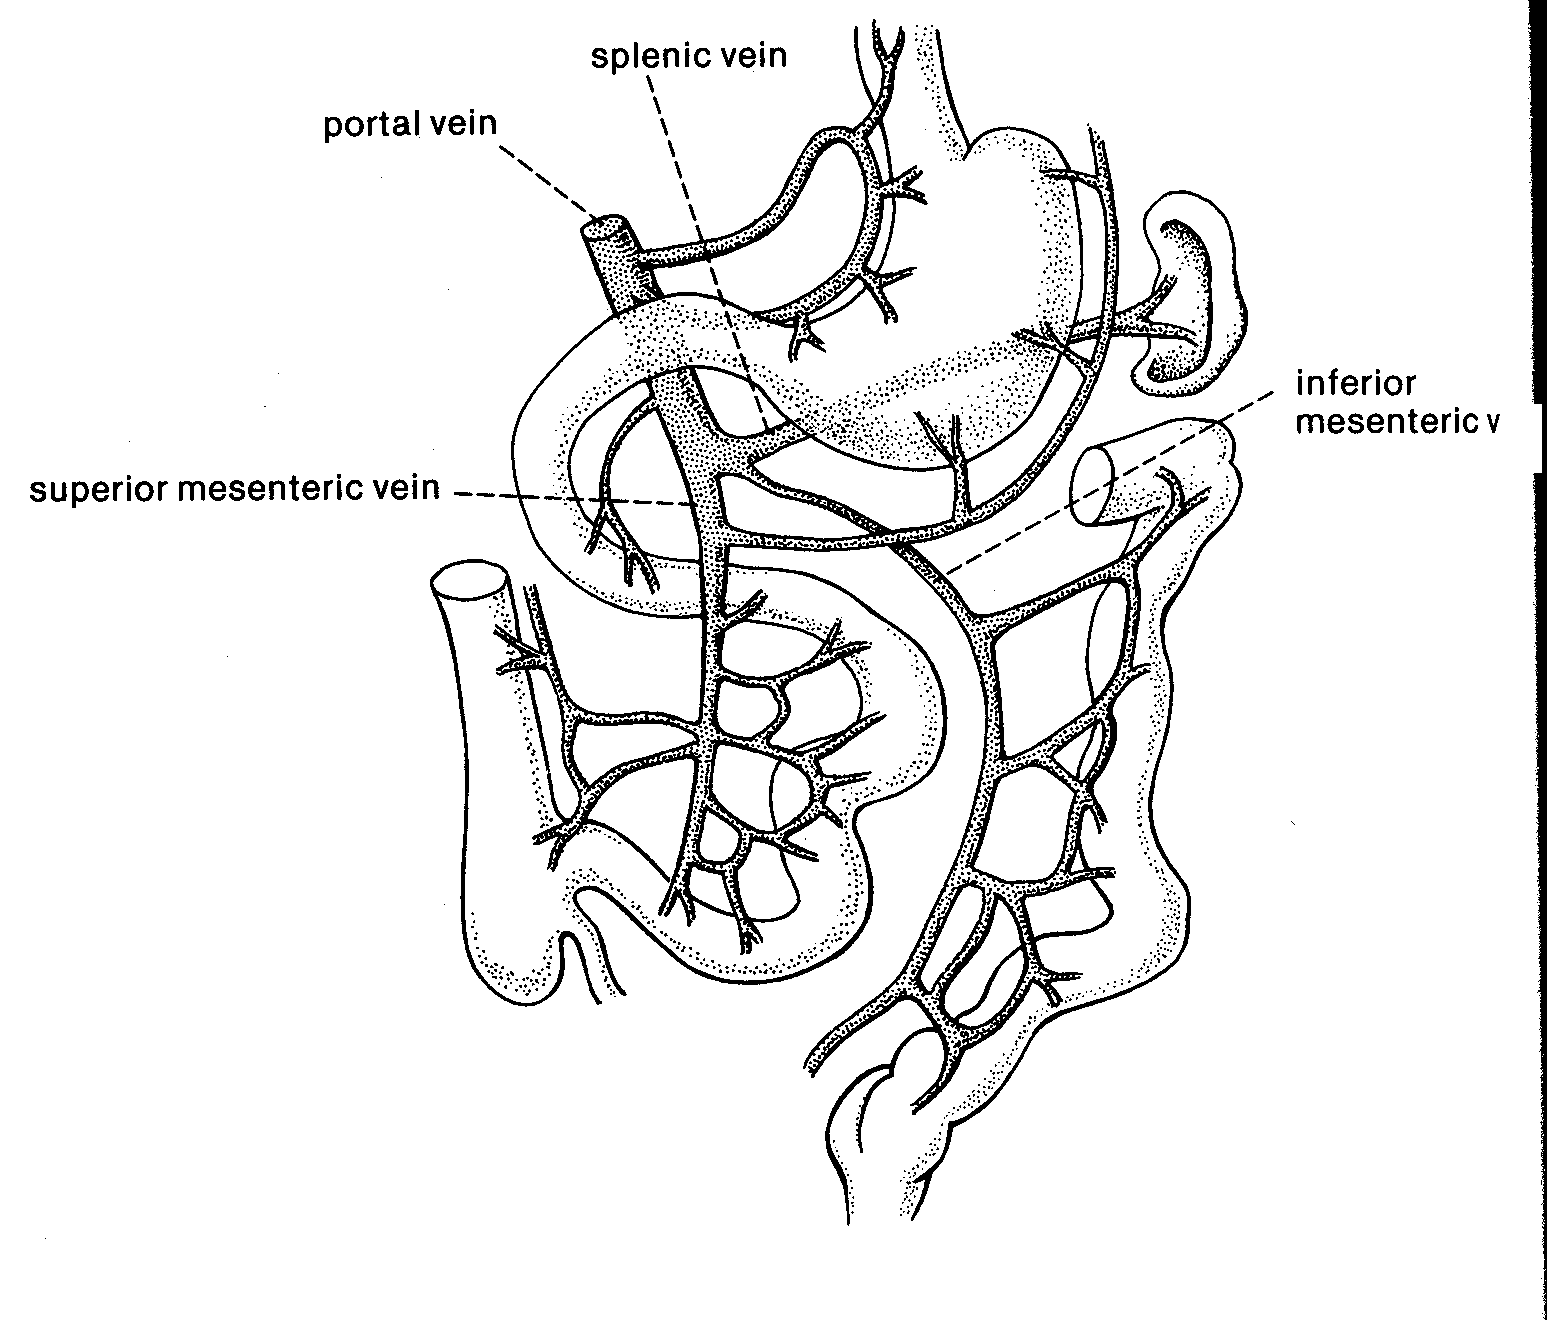 splenic vein
portal vein
inferior
mesenteric v
superior mesenteric vein